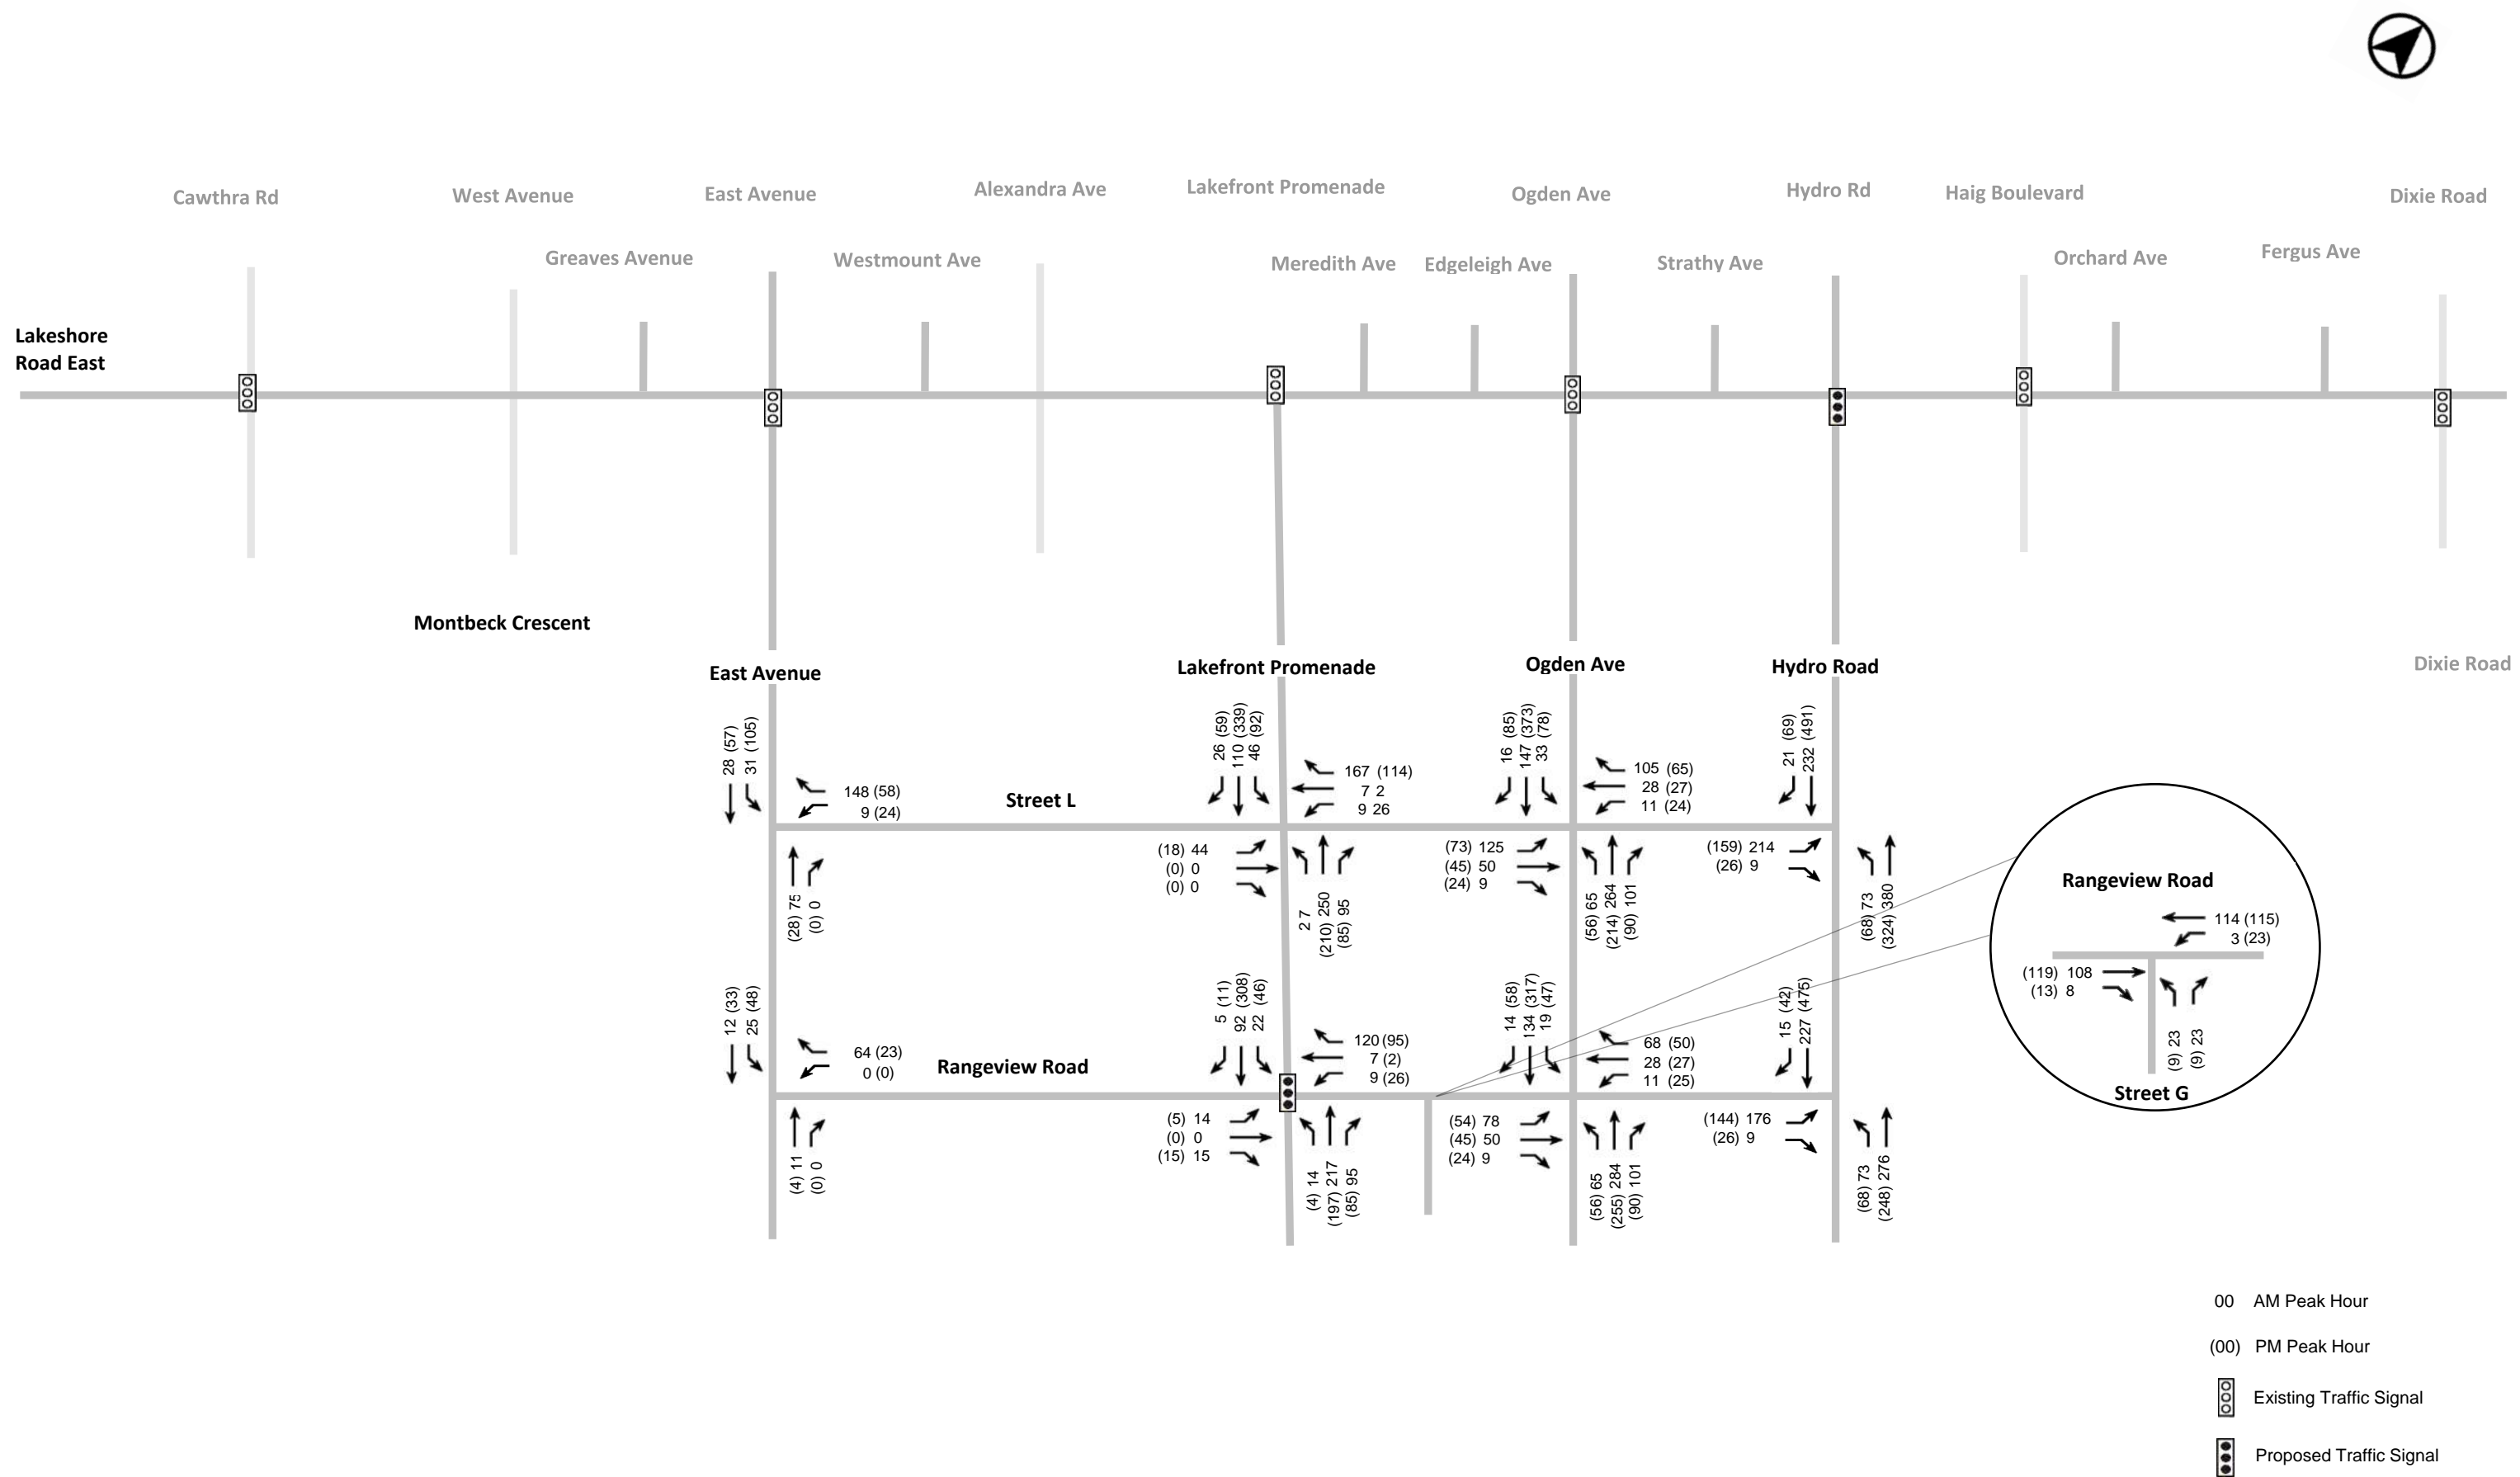 Cawthra Rd
West Avenue
East Avenue
Alexandra Ave
Lakefront Promenade
Ogden Ave
Hydro Rd
Haig Boulevard
Dixie Road
Greaves Avenue
Westmount Ave
Meredith Ave
Edgeleigh Ave
Strathy Ave
Orchard Ave
Fergus Ave
Lakeshore
Road East
Montbeck Crescent
East Avenue
Lakefront Promenade
Ogden Ave
Hydro Road
Dixie Road
28 (57)
31 (105)
148 (58)
9 (24)
Street L
26 (59)
110 (339)
46 (92)
167 (114)
7 2
9 26
16 (85)
147 (373)
33 (78)
105 (65)
28 (27)
11 (24)
21 (69)
232 (491)
(28) 75
(0) 0
(18) 44
(0) 0
(0) 0
2 7
(210) 250
(85) 95
(73) 125
(45) 50
(24) 9
(56) 65
(214) 264
(90) 101
(159) 214
(26) 9
(68) 73
(324) 380
Rangeview Road
114 (115)
3 (23)
(119) 108
(13) 8
(9) 23
(9) 23
Street G
12 (33)
25 (48)
64 (23)
0 (0)
Rangeview Road
5 (11)
92 (308)
22 (46)
120 (95)
7 (2)
9 (26)
14 (58)
134 (317)
19 (47)
68 (50)
28 (27)
11 (25)
15 (42)
227 (475)
(4) 11
(0) 0
(5) 14
(0) 0
(15) 15
(4) 14
(197) 217
(85) 95
(54) 78
(45) 50
(24) 9
(56) 65
(255) 284
(90) 101
(144) 176
(26) 9
(68) 73
(248) 276
00 AM Peak Hour
(00) PM Peak Hour
Existing Traffic Signal
Proposed Traffic Signal